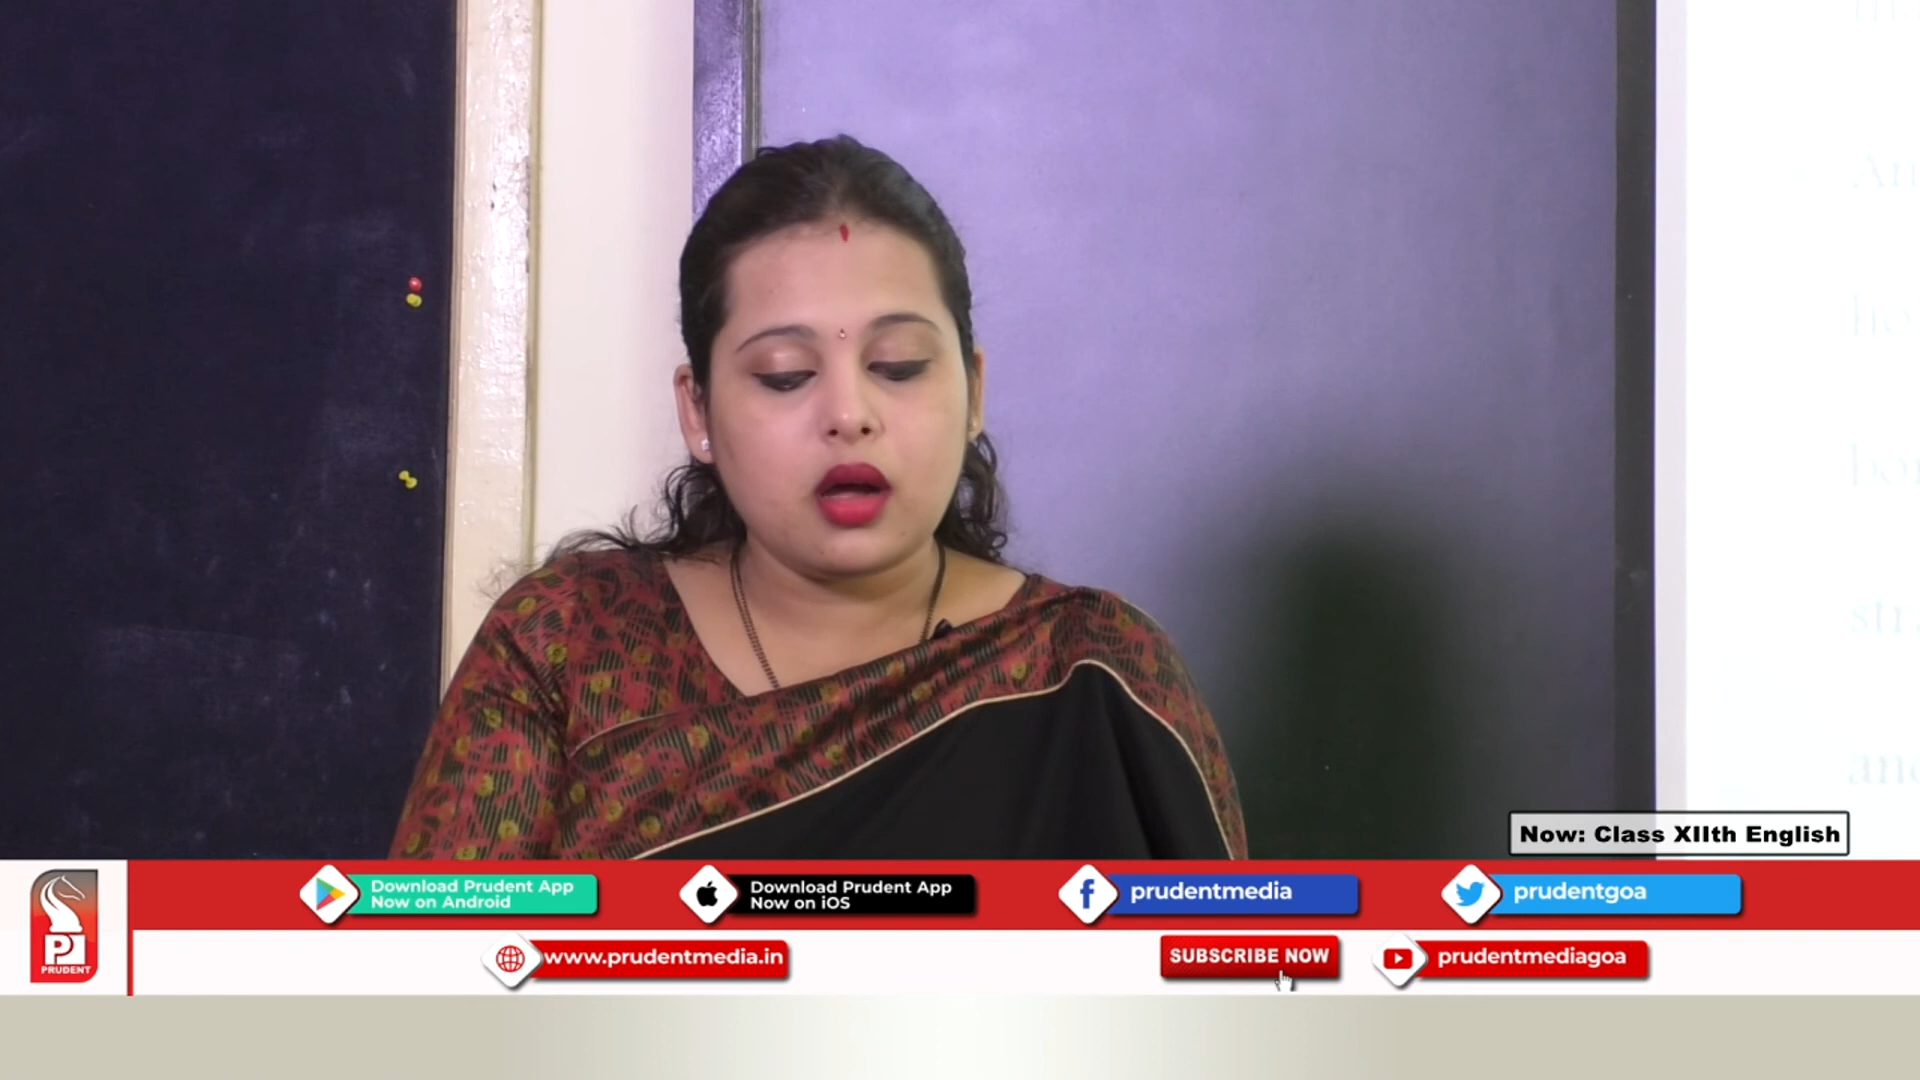 Now: Class XIIth English
Download Prudent App
Now on Android
Download Prudent App
Now on iOS
prudentmedia
prudentgoa
PRUDENT
www.prudentmedia.in
SUBSCRIBE NOW
prudentmediagoa